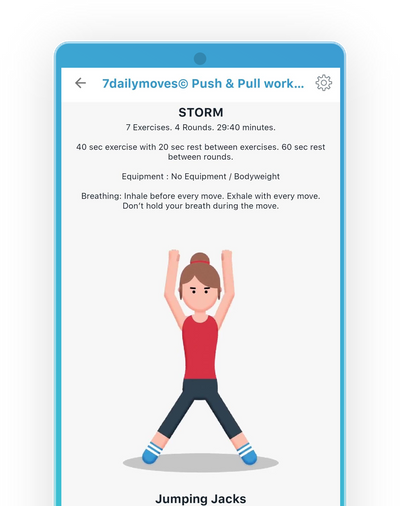 7dailymoves© Push & Pull work...
STORM
7 Exercises. 4 Rounds. 29:40 minutes.
40 sec exercise with 20 sec rest between exercises. 60 sec rest
between rounds.
Equipment : No Equipment / Bodyweight
Breathing: Inhale before every move. Exhale with every move.
Don't hold your breath during the move.
Jumping Jacks